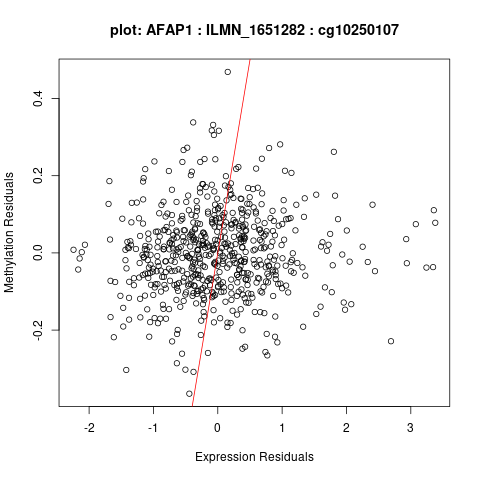 plot: AFAP1 : ILMN_1651282 : cg10250107
Methylation Residuals
0.4
0.2
0.0
-0.2
-2 -1 0 1 2 3
Expression Residuals